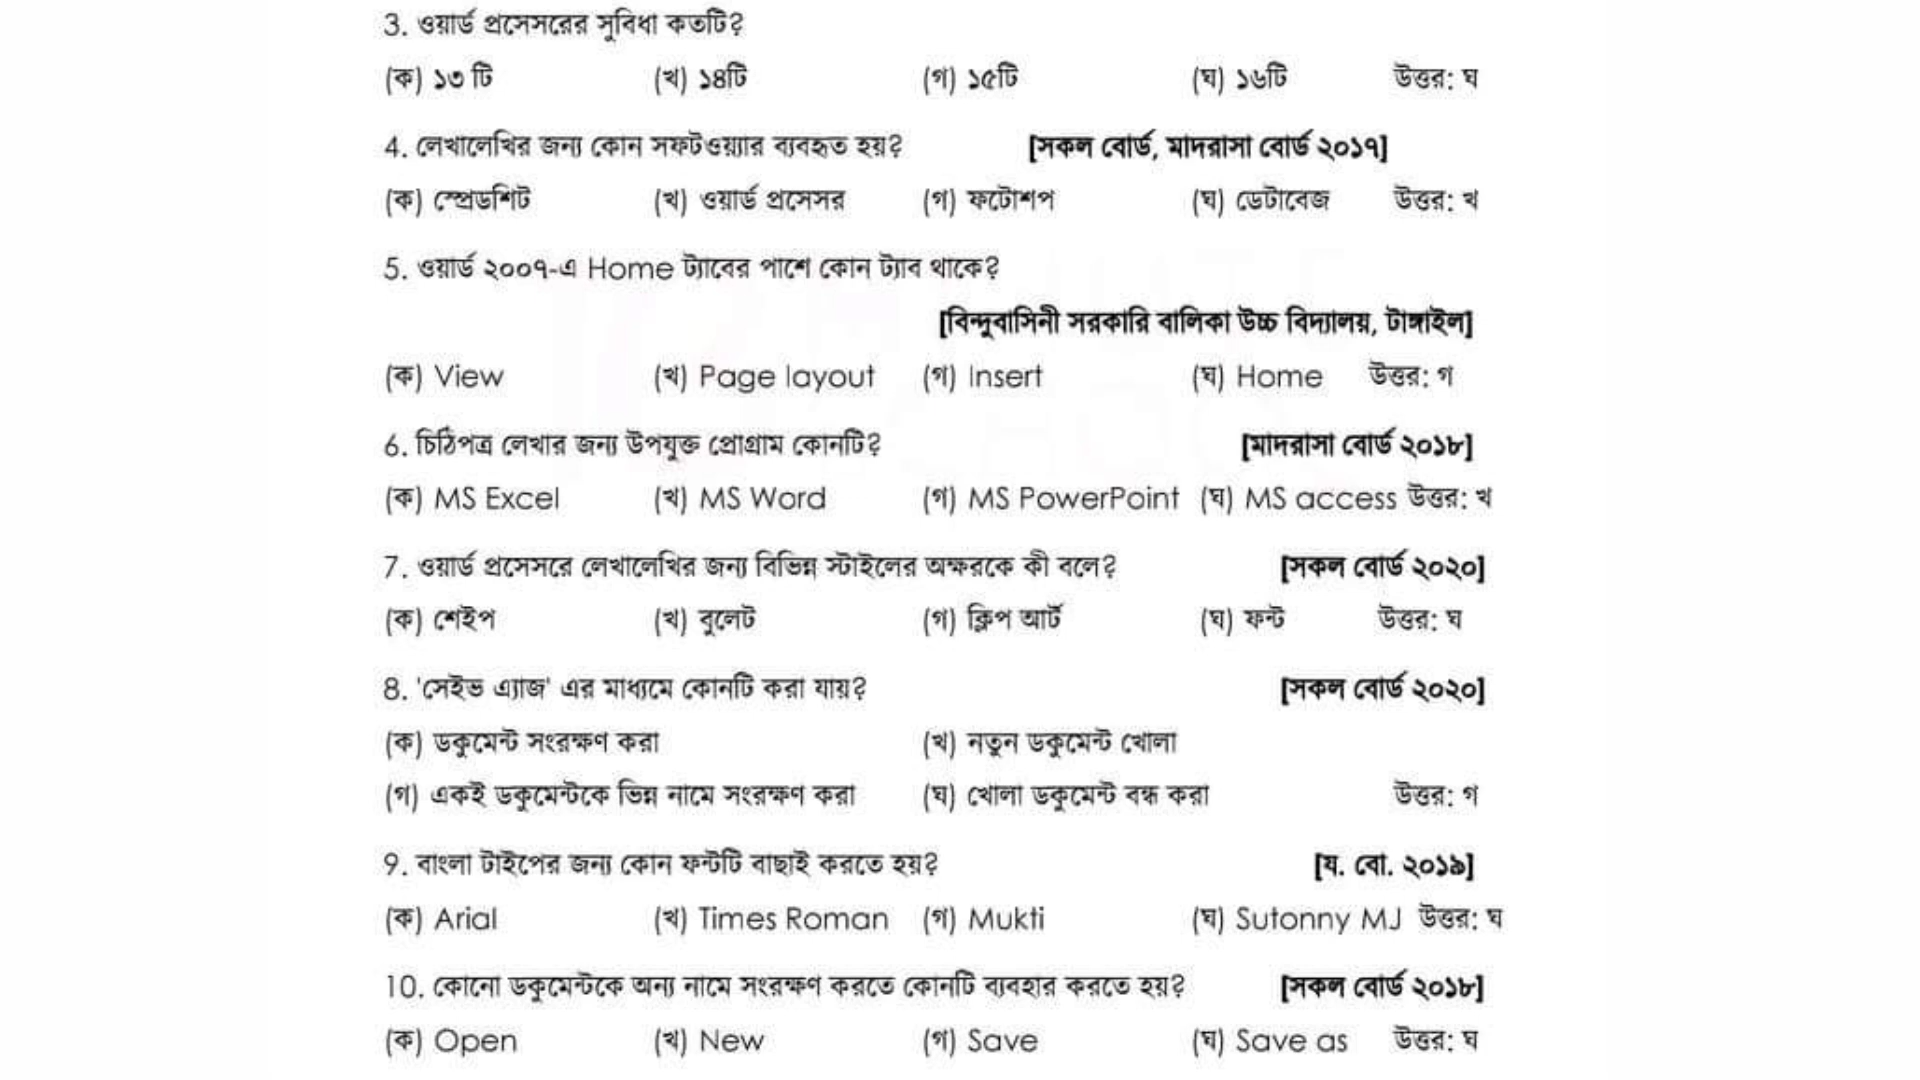 3. ওয়ার্ড প্রসেসরের সুবিধা কতটি?
(ক) ১৩ টি (খ) ১৪টি (গ) ১৫টি (ঘ) ১৬টি উত্তর: ঘ
4. লেখালেখির জন্য কোন সফটওয়্যার ব্যবহৃত হয়? [সকল বোর্ড, মাদরাসা বোর্ড ২০১৭]
(ক) স্প্রেডশিট (খ) ওয়ার্ড প্রসেসর (গ) ফটোশপ (ঘ) ডেটাবেজ উত্তর: খ
5. ওয়ার্ড ২০০৭-এ Home ট্যাবের পাশে কোন ট্যাব থাকে?
[বিন্দুবাসিনী সরকারি বালিকা উচ্চ বিদ্যালয়, টাঙ্গাইল]
(ক) View (খ) Page layout (গ) Insert (ঘ) Home উত্তর: গ
6. চিঠিপত্র লেখার জন্য উপযুক্ত প্রোগ্রাম কোনটি? [মাদরাসা বোর্ড ২০১৮]
(ক) MS Excel (খ) MS Word (গ) MS PowerPoint (ঘ) MS access উত্তর: খ
7. ওয়ার্ড প্রসেসরে লেখালেখির জন্য বিভিন্ন স্টাইলের অক্ষরকে কী বলে? [সকল বোর্ড ২০২০]
(ক) শেইপ (খ) বুলেট (গ) ক্লিপ আর্ট (ঘ) ফন্ট উত্তর: ঘ
8. 'সেইভ এ্যাজ' এর মাধ্যমে কোনটি করা যায়? [সকল বোর্ড ২০২০]
(ক) ডকুমেন্ট সংরক্ষণ করা (খ) নতুন ডকুমেন্ট খোলা
(গ) একই ডকুমেন্টকে ভিন্ন নামে সংরক্ষণ করা (ঘ) খোলা ডকুমেন্ট বন্ধ করা উত্তর: গ
9. বাংলা টাইপের জন্য কোন ফন্টটি বাছাই করতে হয়? [য. বো. ২০১৯]
(ক) Arial (খ) Times Roman (গ) Mukti (ঘ) Sutonny MJ উত্তর: ঘ
10. কোনো ডকুমেন্টকে অন্য নামে সংরক্ষণ করতে কোনটি ব্যবহার করতে হয়? [সকল বোর্ড ২০১৮]
(ক) Open (খ) New (গ) Save (ঘ) Save as উত্তর: ঘ